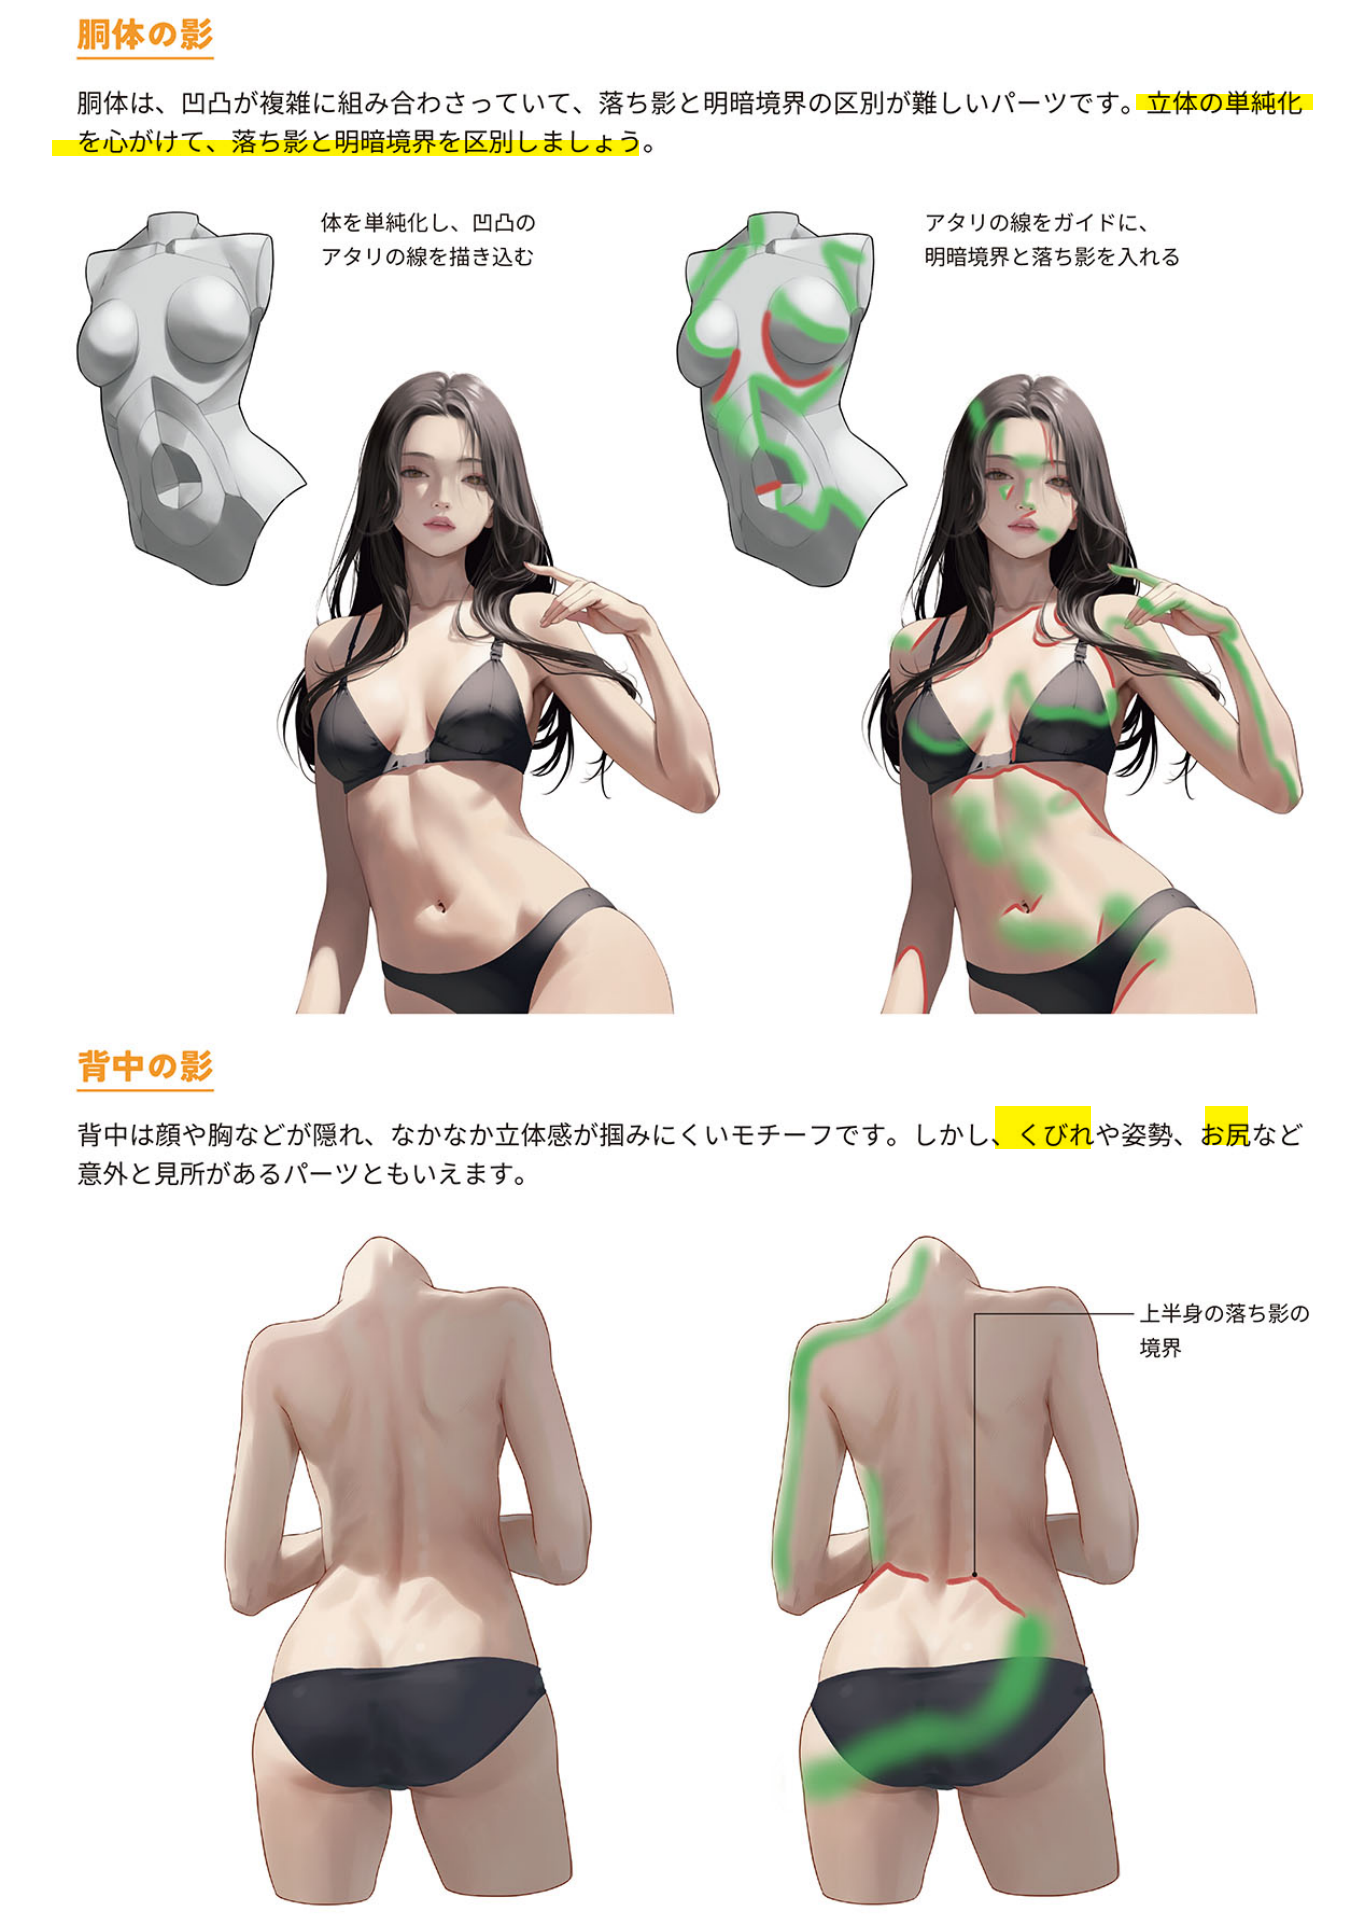 胴体の影
胴体は、凹凸が複雑に組み合わさっていて、落ち影と明暗境界の区別が難しいパーツです。立体の単純化
を心がけて、落ち影と明暗境界を区別しましょう。
体を単純化し、凹凸の
アタリの線を描き込む
アタリの線をガイドに、
明暗境界と落ち影を入れる
背中の影
背中は顔や胸などが隠れ、なかなか立体感が掴みにくいモチーフです。しかし、くびれや姿勢、お尻など
意外と見所があるパーツともいえます。
上半身の落ち影の
境界